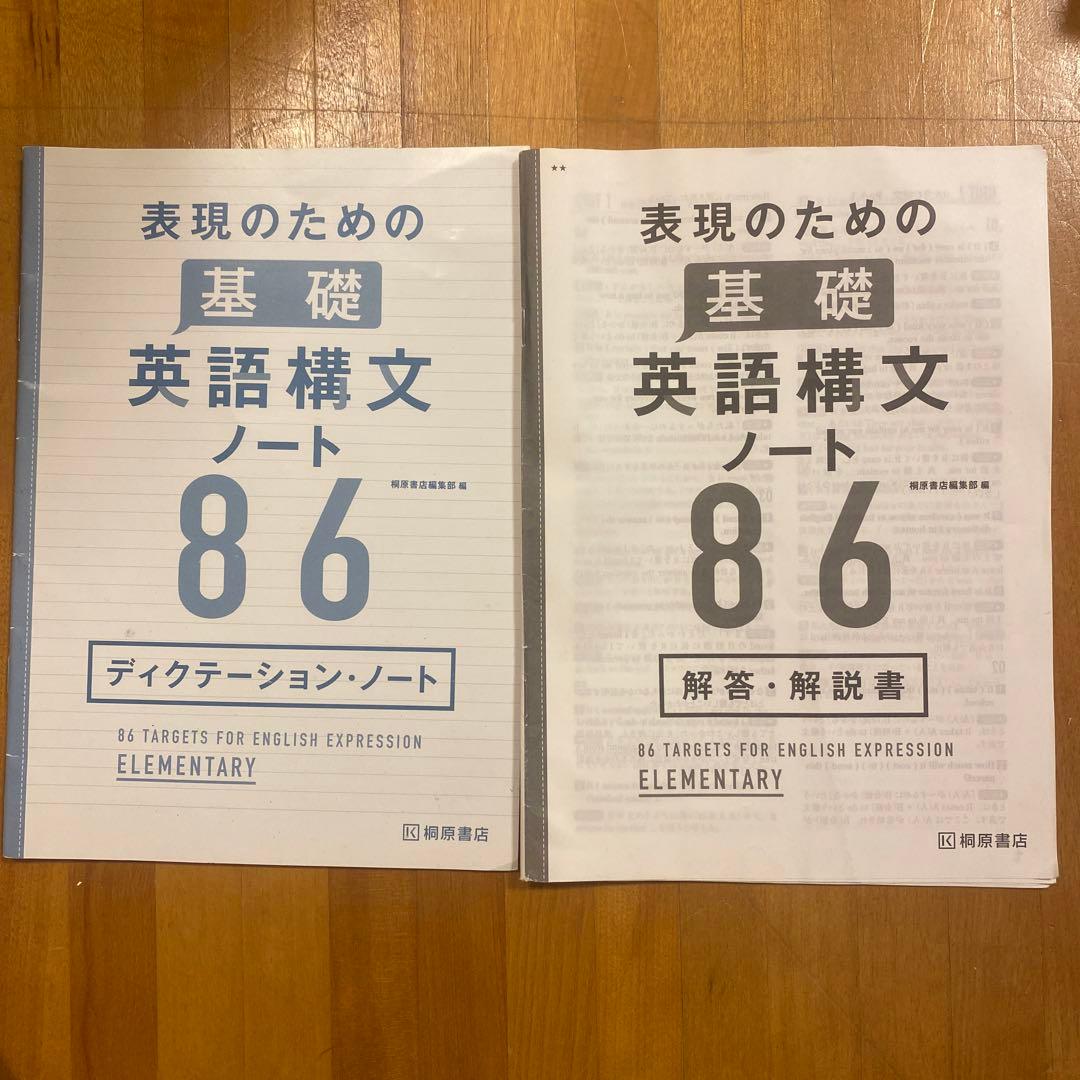 表現のための
基礎
英語構文
ノート
86
桐原書店編集部 編
ディクテーション・ノート
86 TARGETS FOR ENGLISH EXPRESSION
ELEMENTARY
桐原書店
★★
表現のための
基礎
英語構文
ノート
86
桐原書店編集部 編
解答・解説書
86 TARGETS FOR ENGLISH EXPRESSION
ELEMENTARY
桐原書店